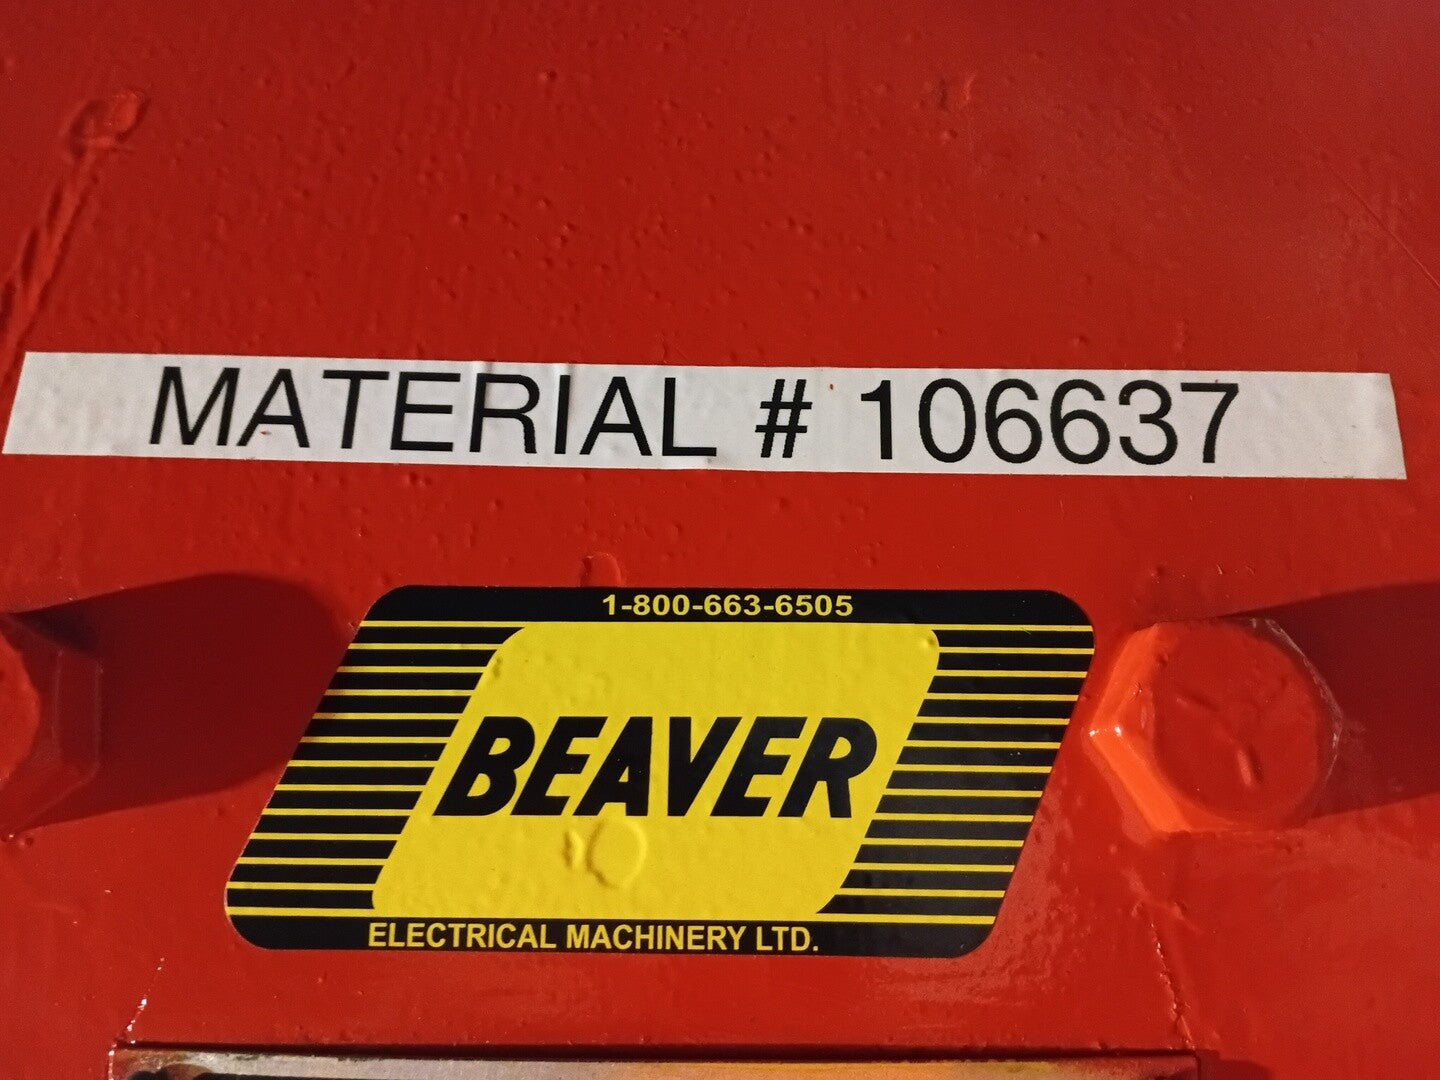 MATERIAL # 106637
1-800-663-6505
BEAVER
ELECTRICAL MACHINERY LTD.